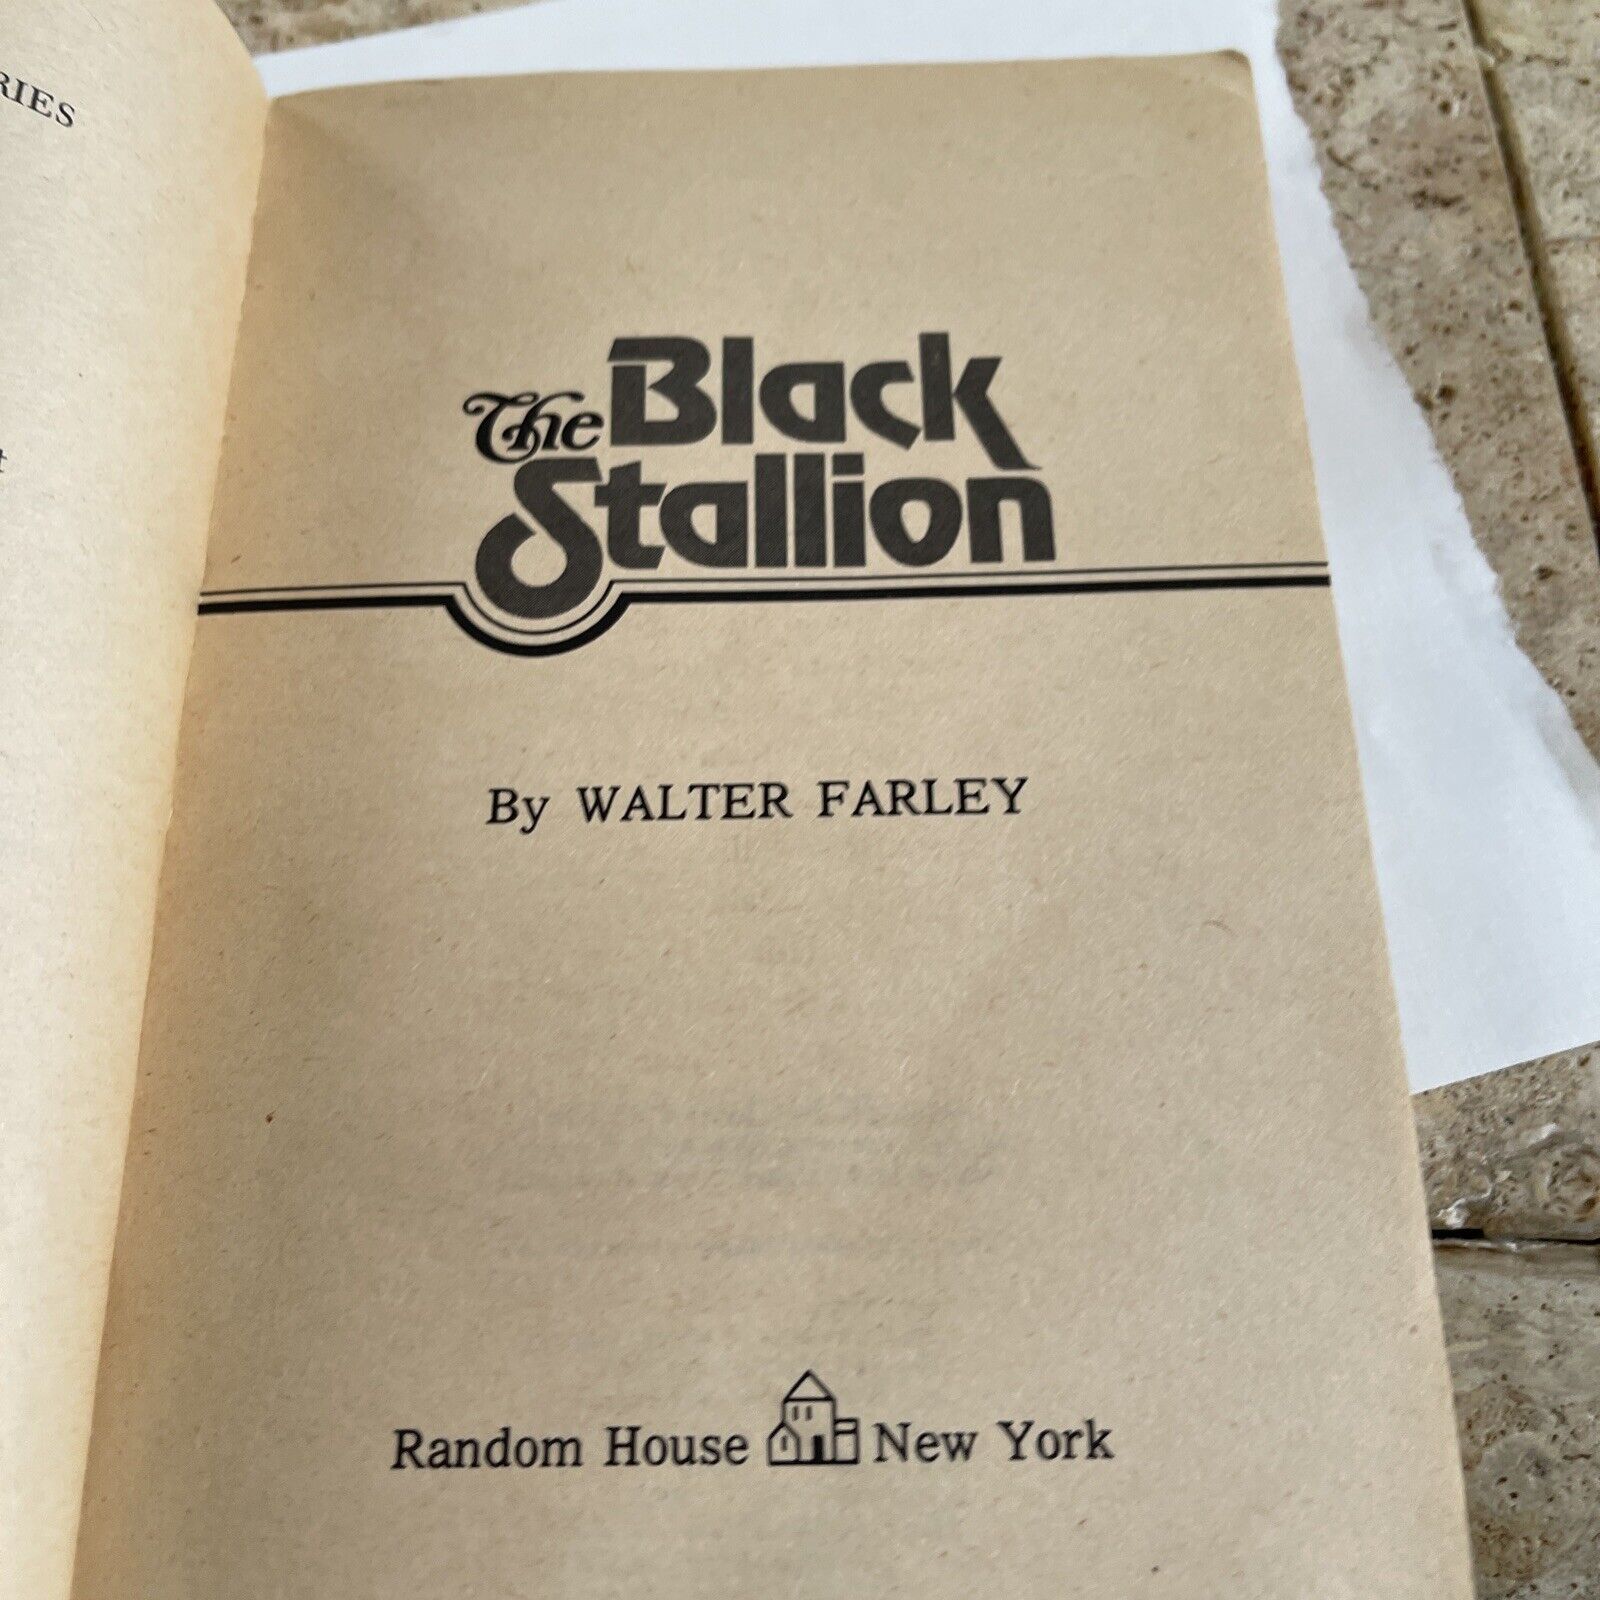 The Black
Stallion
By WALTER FARLEY
Random House New York